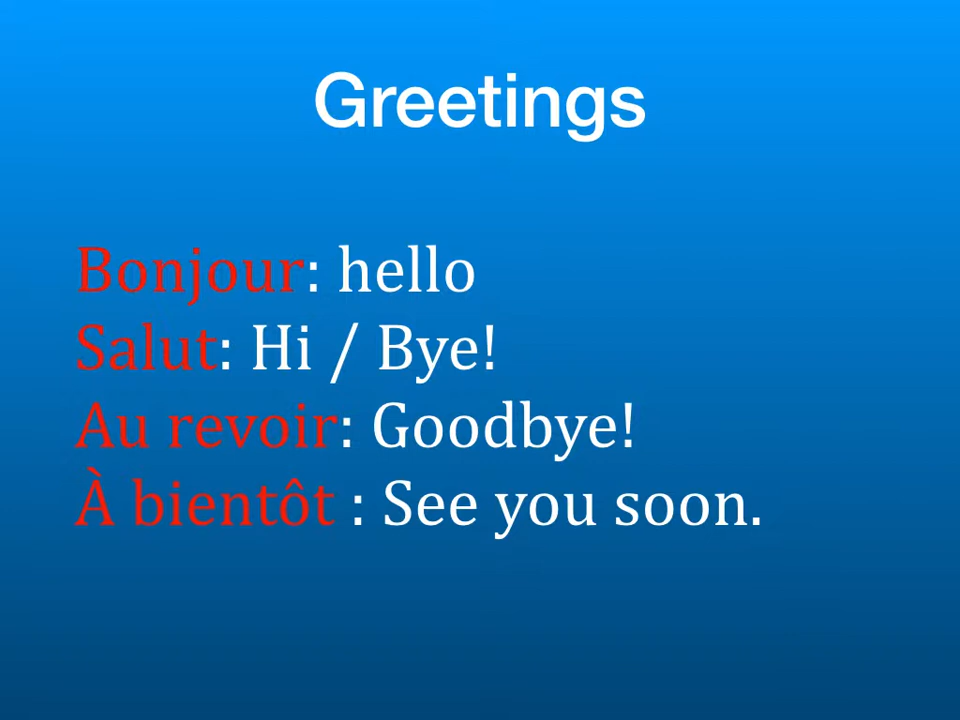 Greetings
Bonjour: hello
Salut: Hi / Bye!
Au revoir: Goodbye!
À bientôt : See you soon.